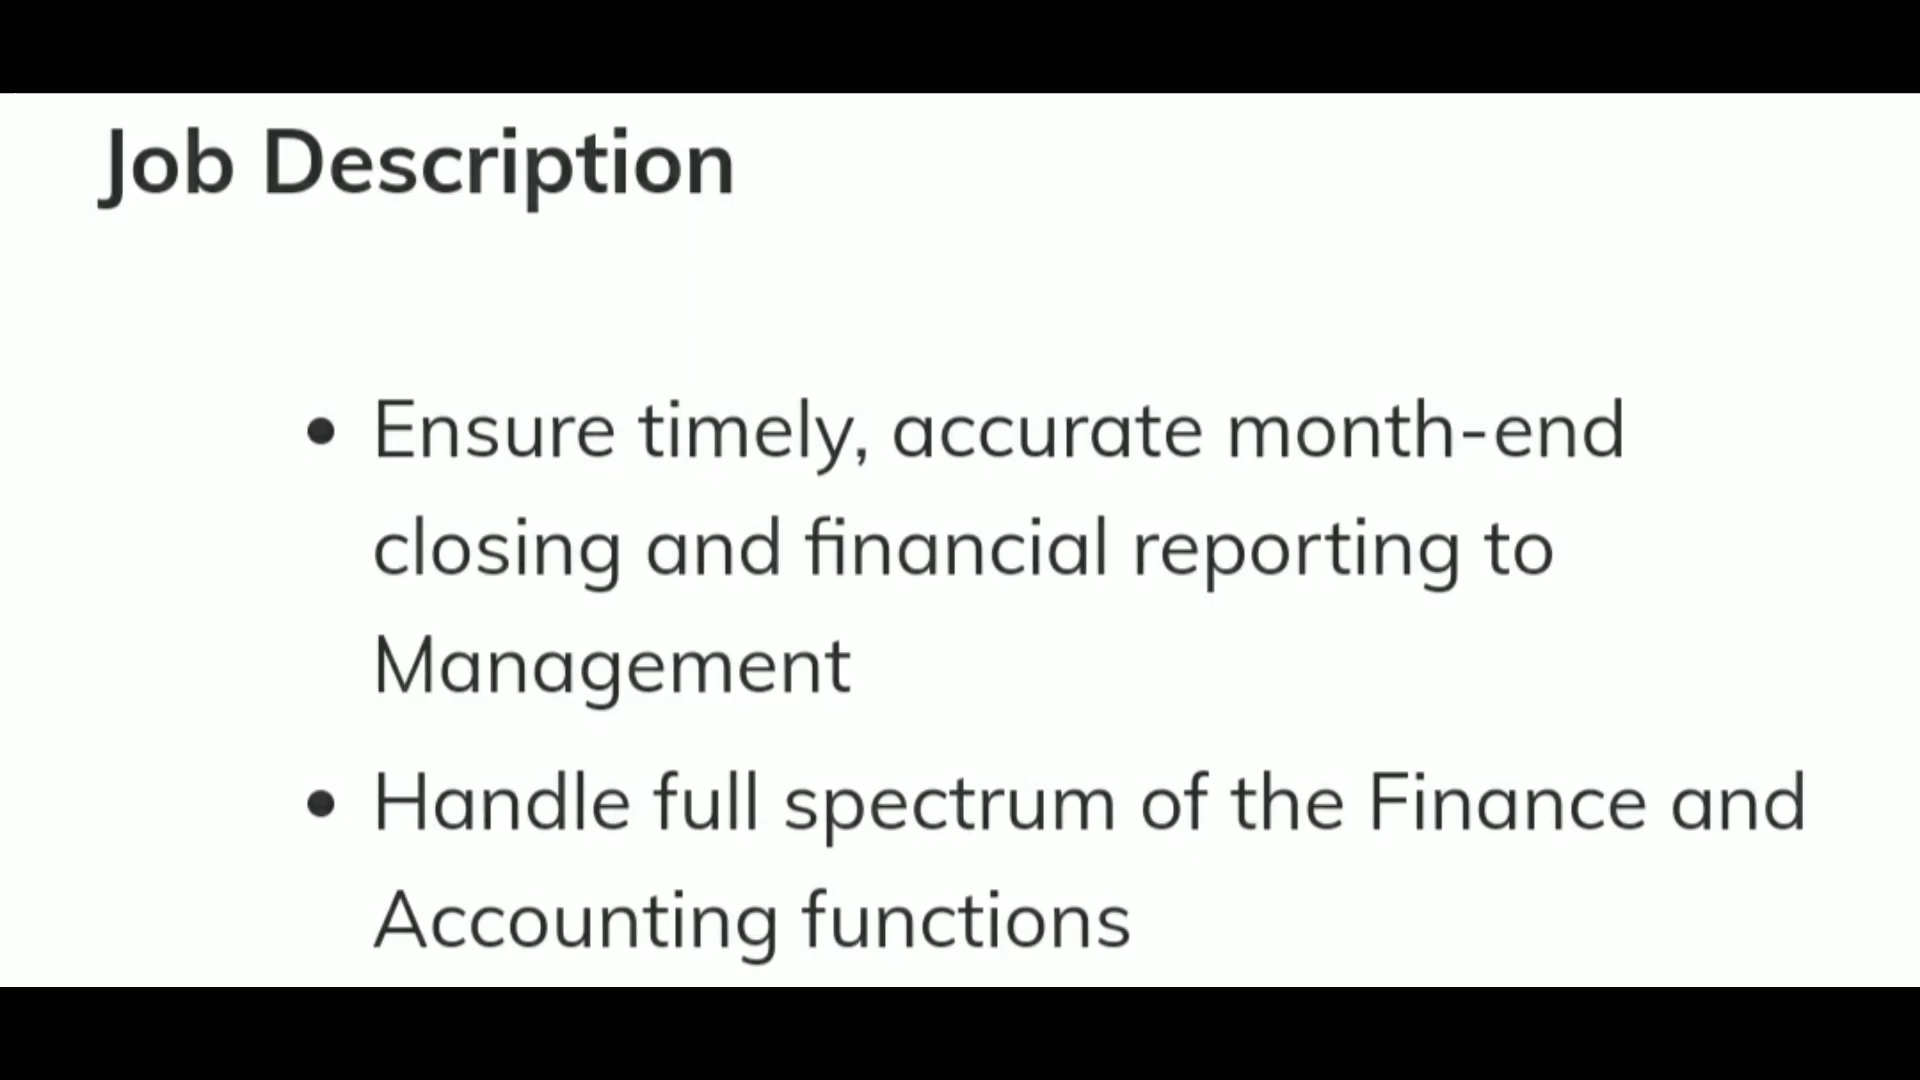 Job Description
• Ensure timely, accurate month-end
closing and financial reporting to
Management
• Handle full spectrum of the Finance and
Accounting functions